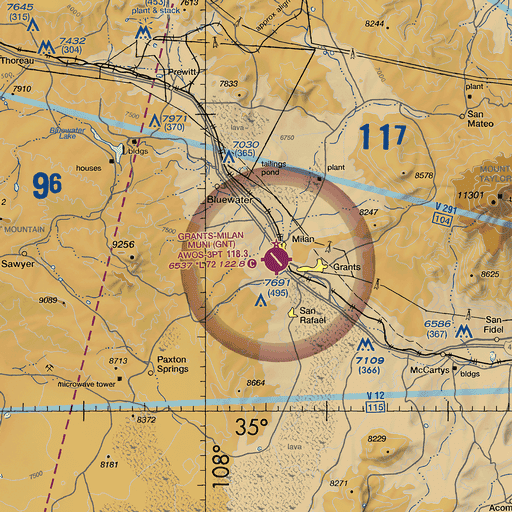 7645
(315)
7432
(304)
(453)
plant & stack
7613
approx align
8244
Thoreau
Prewitt
7910
7833
plant
7500
7971
(370)
lava
6750
San
Mateo
Bluewater
Lake
bldgs
7030
(365)
11⁷
houses
tailings
pond
plant
8578
MOUNT
TAYLOR
9⁶
Bluewater
11301
V 291
104
8247
MOUNTAIN
GRANTS-MILAN
MUNI (GNT)
AWOS-3PT 118.3
6537 *L 72 122.8 C
Milan
9256
Sawyer
Grants
8625
9089
7691
(495)
San
Rafael
6586
(367)
San
Fidel
7109
(366)
8713
Paxton
Springs
McCartys
bldgs
microwave tower
8664
V 12
115
8372
35°
8229
108°
8181
lava
7500
8271
Acom